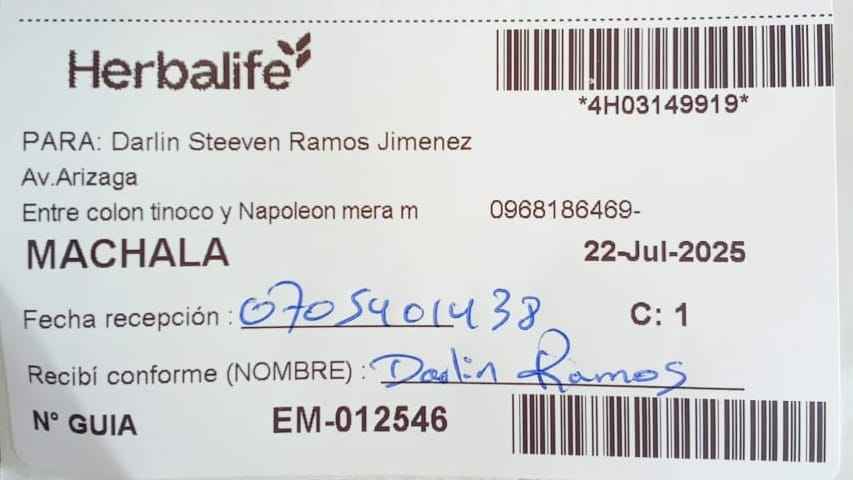 Herbalife
*4H03149919*
PARA: Darlin Steeven Ramos Jimenez
Av.Arizaga
Entre colon tinoco y Napoleon mera m 0968186469-
MACHALA 22-Jul-2025
Fecha recepción : 0705401438 C: 1
Recibí conforme (NOMBRE) : Darlin Ramos
N° GUIA EM-012546